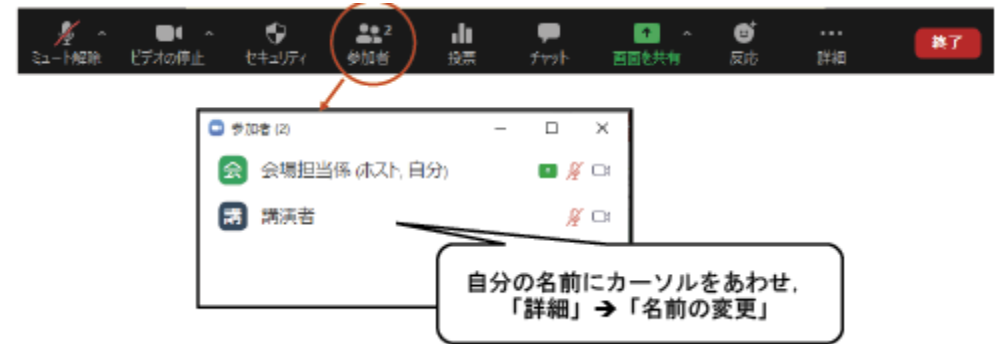 2
ミュート解除 ビデオの停止 セキュリティ 参加者 投票 チャット 画面を共有 反応 詳細 終了
参加者 (2)
会 会場担当係 (ホスト, 自分)
講 講演者
自分の名前にカーソルをあわせ,
「詳細」➔「名前の変更」